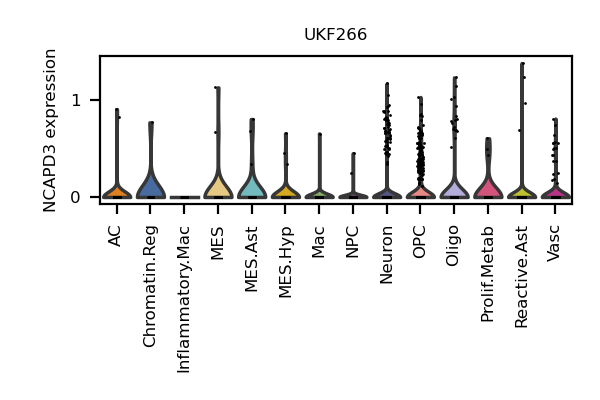 UKF266
NCAPD3 expression
1
0
AC
Chromatin.Reg
Inflammatory.Mac
MES
MES.Ast
MES.Hyp
Mac
NPC
Neuron
OPC
Oligo
Prolif.Metab
Reactive.Ast
Vasc